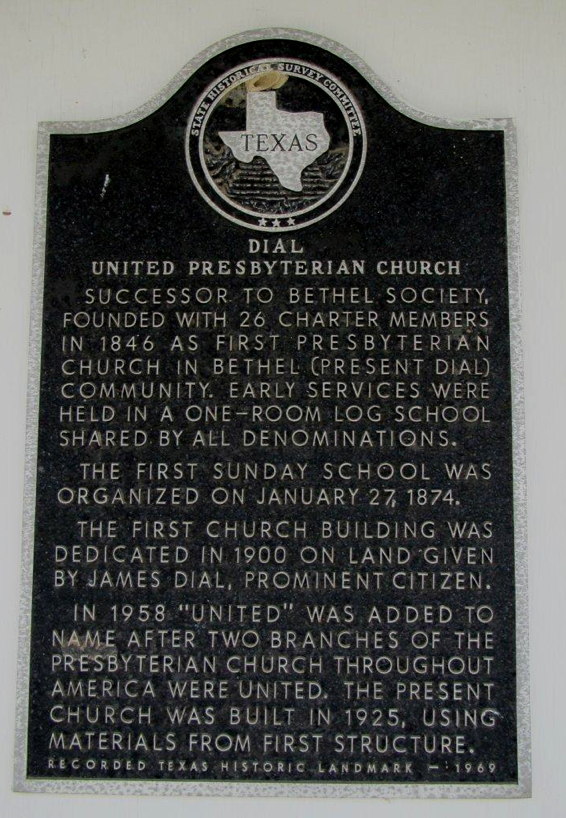 STATE HISTORICAL SURVEY COMMITTEE
TEXAS
DIAL
UNITED PRESBYTERIAN CHURCH
SUCCESSOR TO BETHEL SOCIETY,
FOUNDED WITH 26 CHARTER MEMBERS
IN 1846 AS FIRST PRESBYTERIAN
CHURCH IN BETHEL (PRESENT DIAL)
COMMUNITY. EARLY SERVICES WERE
HELD IN A ONE-ROOM LOG SCHOOL
SHARED BY ALL DENOMINATIONS.
THE FIRST SUNDAY SCHOOL WAS
ORGANIZED ON JANUARY 27, 1874.
THE FIRST CHURCH BUILDING WAS
DEDICATED IN 1900 ON LAND GIVEN
BY JAMES DIAL, PROMINENT CITIZEN.
IN 1958 "UNITED" WAS ADDED TO
NAME AFTER TWO BRANCHES OF THE
PRESBYTERIAN CHURCH THROUGHOUT
AMERICA WERE UNITED. THE PRESENT
CHURCH WAS BUILT IN 1925, USING
MATERIALS FROM FIRST STRUCTURE.
RECORDED TEXAS HISTORIC LANDMARK - 1969